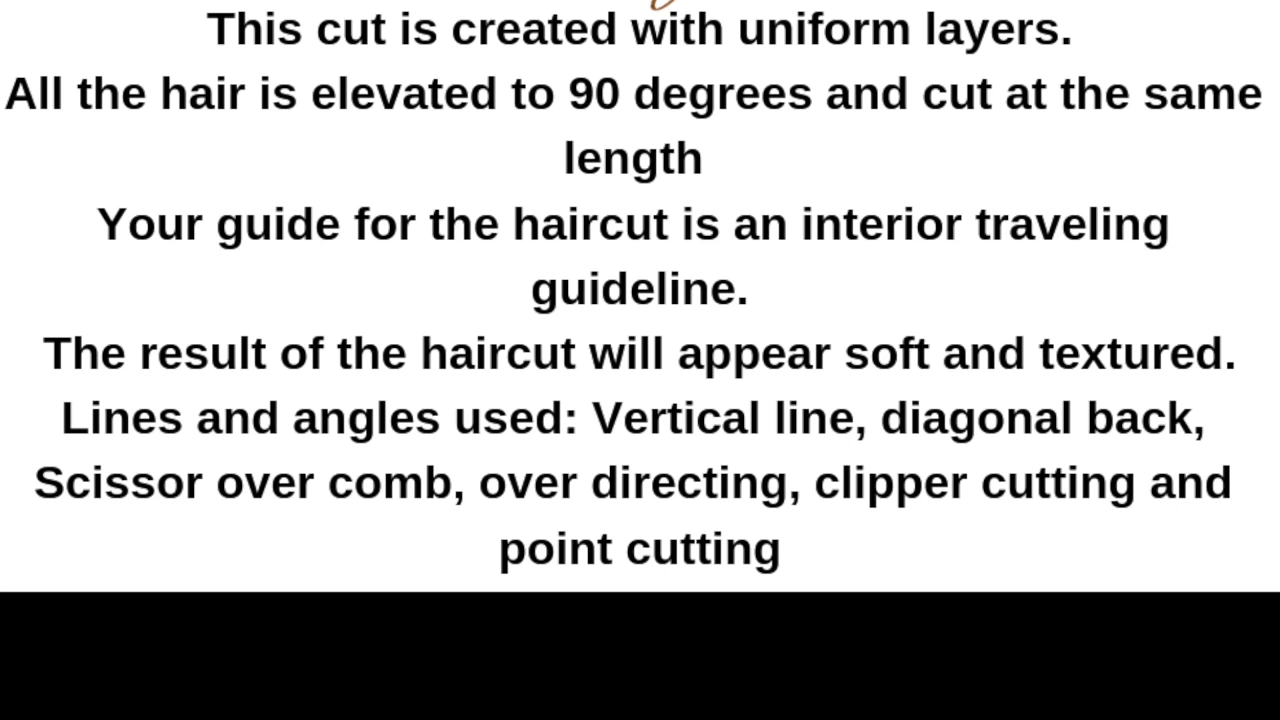 This cut is created with uniform layers.
All the hair is elevated to 90 degrees and cut at the same
length
Your guide for the haircut is an interior traveling
guideline.
The result of the haircut will appear soft and textured.
Lines and angles used: Vertical line, diagonal back,
Scissor over comb, over directing, clipper cutting and
point cutting